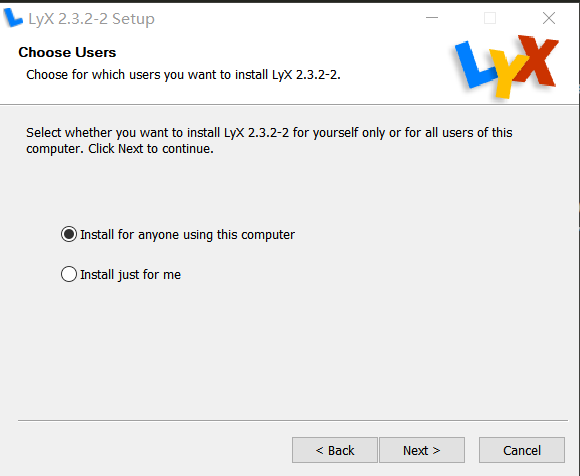 LyX 2.3.2-2 Setup
Choose Users
Choose for which users you want to install LyX 2.3.2-2.
LyX
Select whether you want to install LyX 2.3.2-2 for yourself only or for all users of this
computer. Click Next to continue.
Install for anyone using this computer
Install just for me
< Back
Next >
Cancel